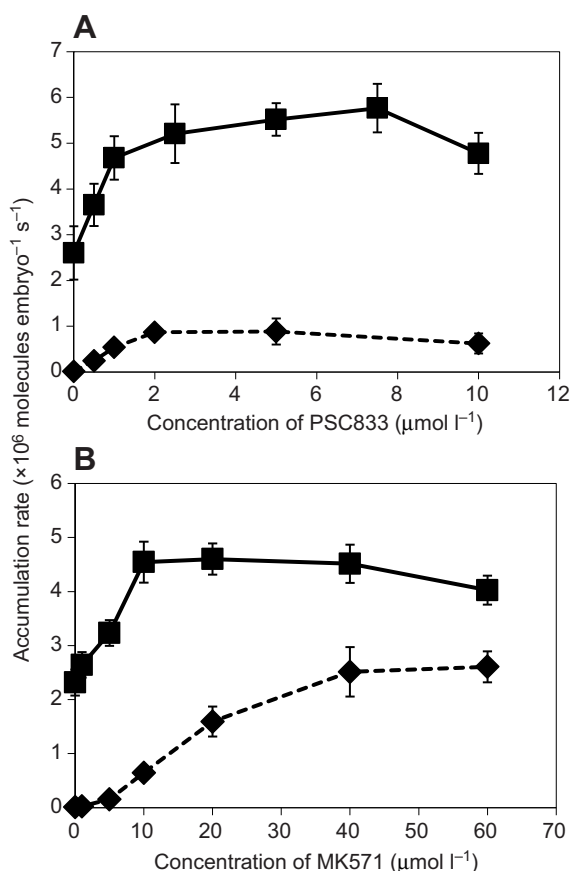 A
7
6
5
4
3
2
1
0
0 2 4 6 8 10 12
Concentration of PSC833 (μmol l⁻¹)
Accumulation rate (×10⁶ molecules embryo⁻¹ s⁻¹)
B
6
5
4
3
2
1
0
0 10 20 30 40 50 60 70
Concentration of MK571 (μmol l⁻¹)